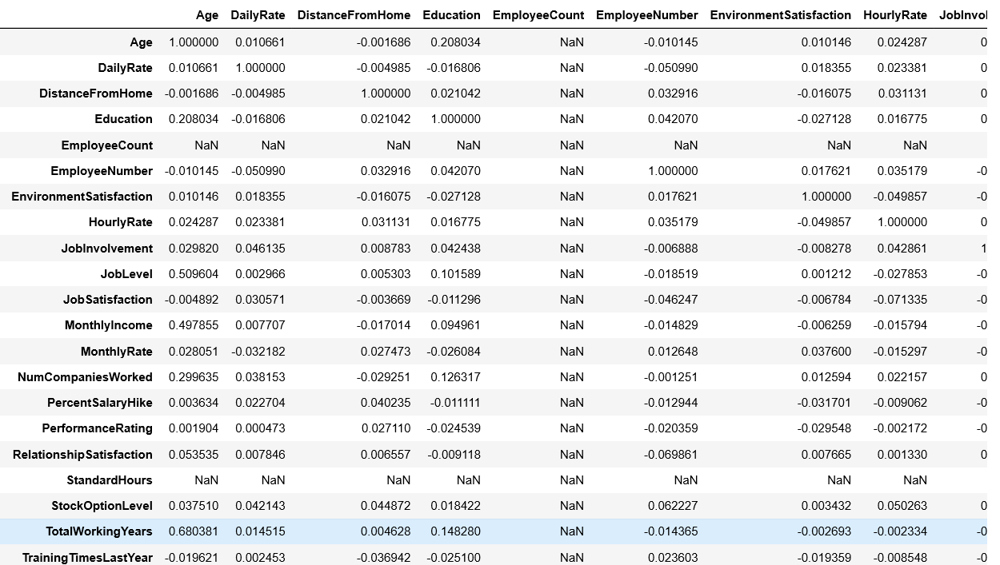 Age DailyRate DistanceFromHome Education EmployeeCount EmployeeNumber EnvironmentSatisfaction HourlyRate JobInvol
Age 1.000000 0.010661 -0.001686 0.208034 NaN -0.010145 0.010146 0.024287 0
DailyRate 0.010661 1.000000 -0.004985 -0.016806 NaN -0.050990 0.018355 0.023381 0
DistanceFromHome -0.001686 -0.004985 1.000000 0.021042 NaN 0.032916 -0.016075 0.031131 0
Education 0.208034 -0.016806 0.021042 1.000000 NaN 0.042070 -0.027128 0.016775 0
EmployeeCount NaN NaN NaN NaN NaN NaN NaN NaN
EmployeeNumber -0.010145 -0.050990 0.032916 0.042070 NaN 1.000000 0.017621 0.035179 -0
EnvironmentSatisfaction 0.010146 0.018355 -0.016075 -0.027128 NaN 0.017621 1.000000 -0.049857 -0
HourlyRate 0.024287 0.023381 0.031131 0.016775 NaN 0.035179 -0.049857 1.000000 0
JobInvolvement 0.029820 0.046135 0.008783 0.042438 NaN -0.006888 -0.008278 0.042861 1
JobLevel 0.509604 0.002966 0.005303 0.101589 NaN -0.018519 0.001212 -0.027853 -0
JobSatisfaction -0.004892 0.030571 -0.003669 -0.011296 NaN -0.046247 -0.006784 -0.071335 -0
MonthlyIncome 0.497855 0.007707 -0.017014 0.094961 NaN -0.014829 -0.006259 -0.015794 -0
MonthlyRate 0.028051 -0.032182 0.027473 -0.026084 NaN 0.012648 0.037600 -0.015297 -0
NumCompaniesWorked 0.299635 0.038153 -0.029251 0.126317 NaN -0.001251 0.012594 0.022157 0
PercentSalaryHike 0.003634 0.022704 0.040235 -0.011111 NaN -0.012944 -0.031701 -0.009062 -0
PerformanceRating 0.001904 0.000473 0.027110 -0.024539 NaN -0.020359 -0.029548 -0.002172 -0
RelationshipSatisfaction 0.053535 0.007846 0.006557 -0.009118 NaN -0.069861 0.007665 0.001330 0
StandardHours NaN NaN NaN NaN NaN NaN NaN NaN
StockOptionLevel 0.037510 0.042143 0.044872 0.018422 NaN 0.062227 0.003432 0.050263 0
TotalWorkingYears 0.680381 0.014515 0.004628 0.148280 NaN -0.014365 -0.002693 -0.002334 -0
TrainingTimesLastYear -0.019621 0.002453 -0.036942 -0.025100 NaN 0.023603 -0.019359 -0.008548 -0